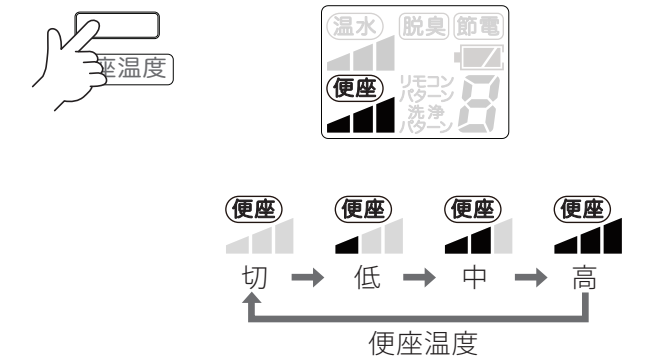 座温度
温水 脱臭 節電
便座 リモコンパターン 8
洗浄パターン
便座 便座 便座 便座
切 → 低 → 中 → 高
便座温度